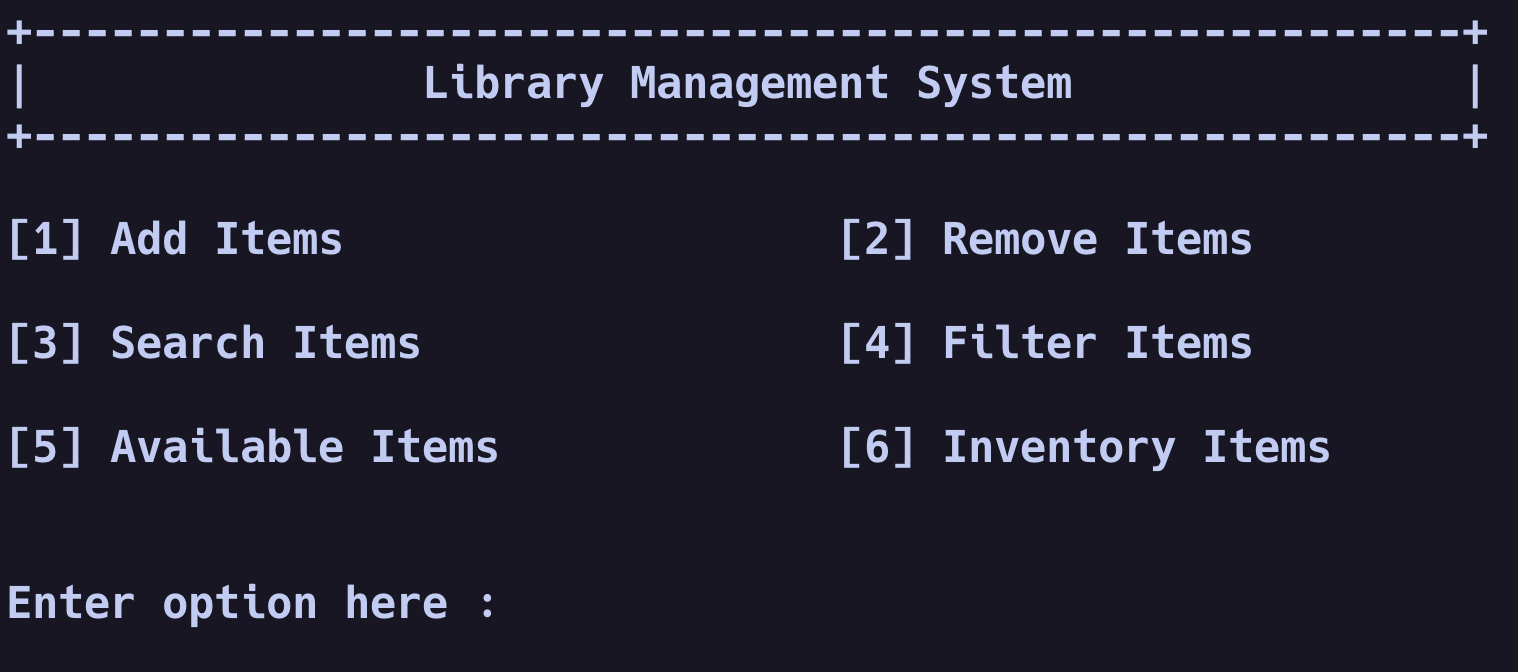 +-------------------------------------------------------+
|               Library Management System               |
+-------------------------------------------------------+
[1] Add Items                   [2] Remove Items
[3] Search Items                [4] Filter Items
[5] Available Items             [6] Inventory Items
Enter option here :